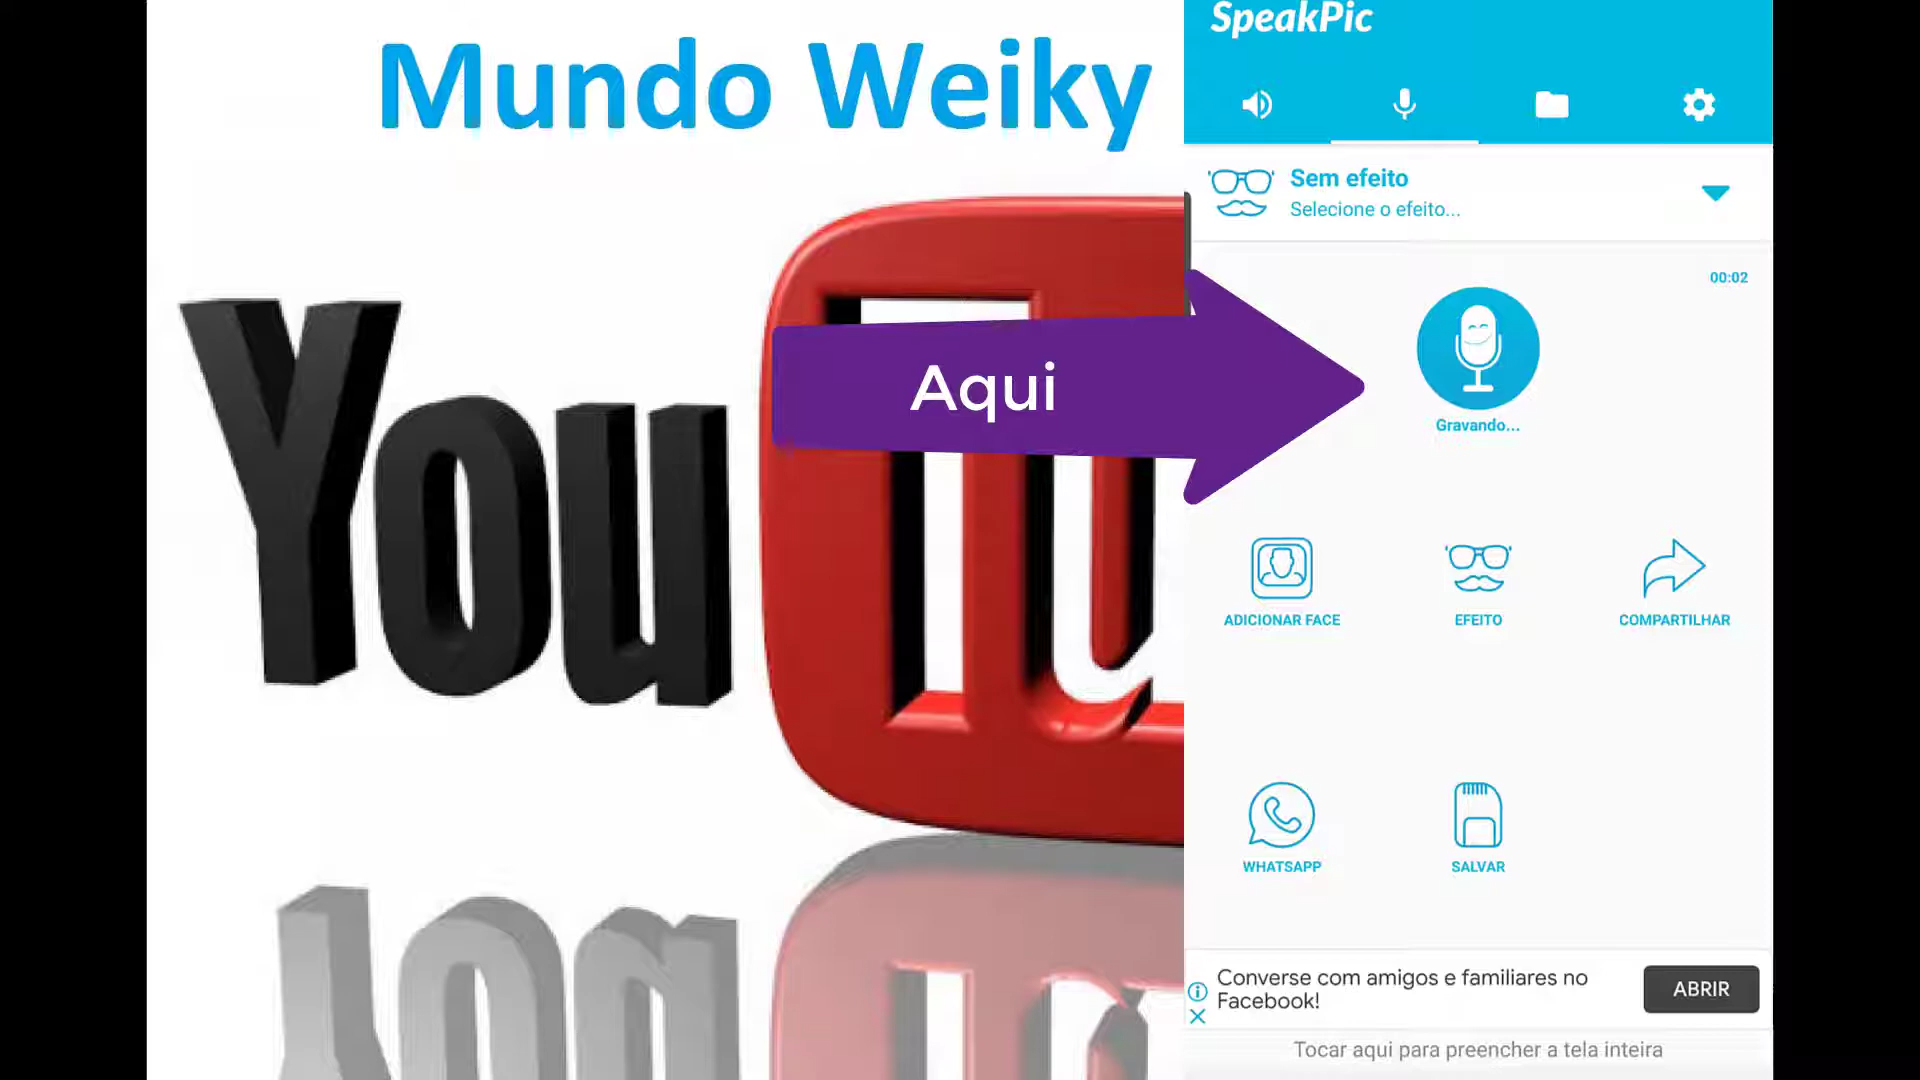 Mundo Weiky
YouTu
Aqui
SpeakPic
Sem efeito
Selecione o efeito...
00:02
Gravando...
ADICIONAR FACE
EFEITO
COMPARTILHAR
WHATSAPP
SALVAR
Converse com amigos e familiares no
Facebook!
ABRIR
Tocar aqui para preencher a tela inteira